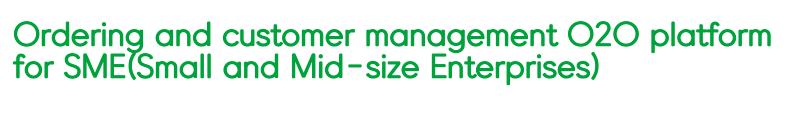 Ordering and customer management O2O platform
for SME(Small and Mid-size Enterprises)